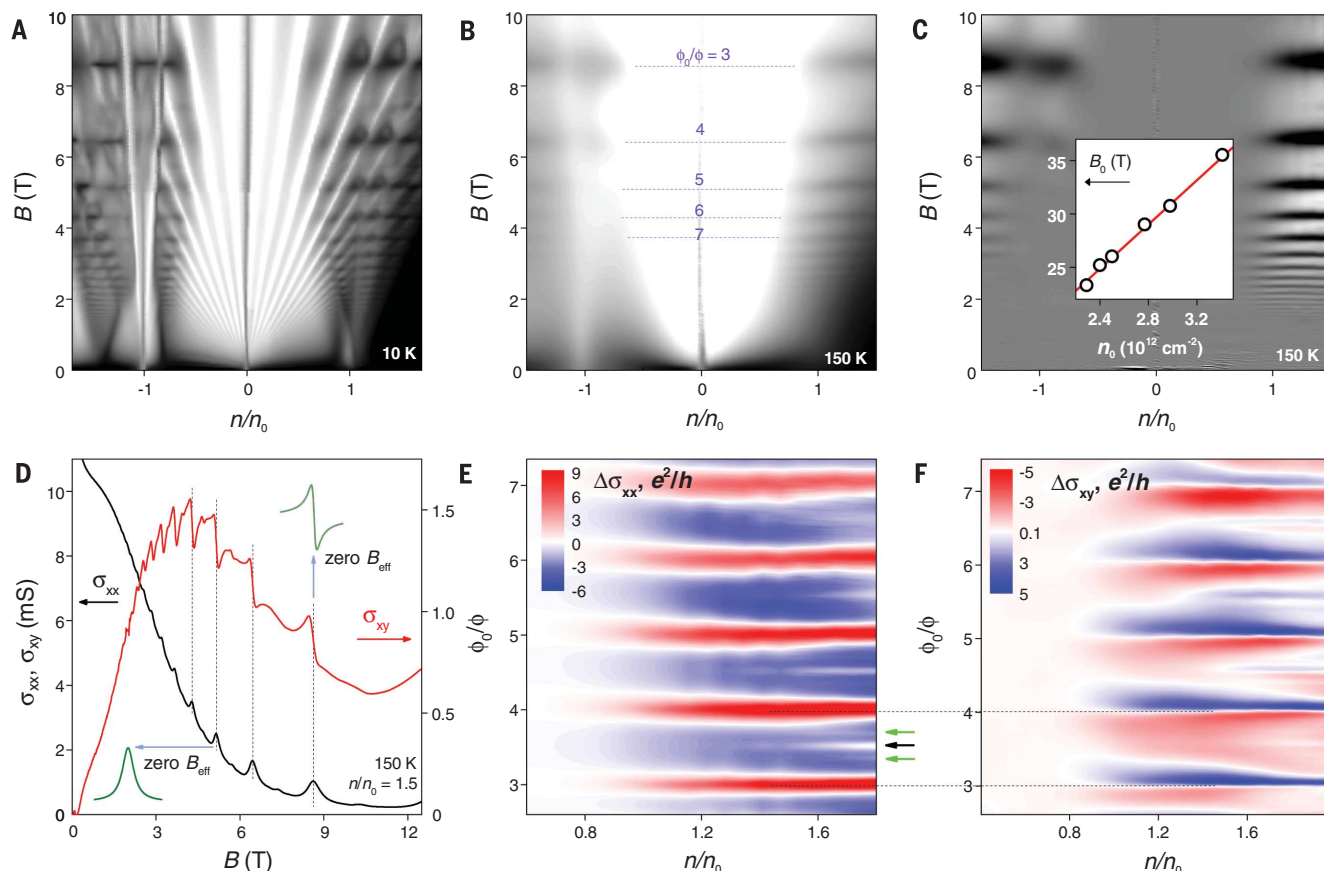 A
B (T)
10
8
6
4
2
0
-1
0
1
n/n₀
10 K
B
B (T)
10
8
6
4
2
0
ϕ₀/ϕ = 3
4
5
6
7
-1
0
1
n/n₀
150 K
C
B (T)
10
8
6
4
2
0
B₀ (T)
35
30
25
2.4
2.8
3.2
n₀ (10¹² cm⁻²)
-1
0
1
n/n₀
150 K
D
σxx, σxy (mS)
10
8
6
4
2
0
σxx
σxy
1.5
1.0
0.5
0
zero Beff
zero Beff
150 K
n/n₀ = 1.5
0
3
6
9
12
B (T)
E
Δσxx, e²/h
9
6
3
0
-3
-6
ϕ₀/ϕ
7
6
5
4
3
0.8
1.2
1.6
n/n₀
F
Δσxy, e²/h
-5
-3
0.1
3
5
ϕ₀/ϕ
7
6
5
4
3
0.8
1.2
1.6
n/n₀